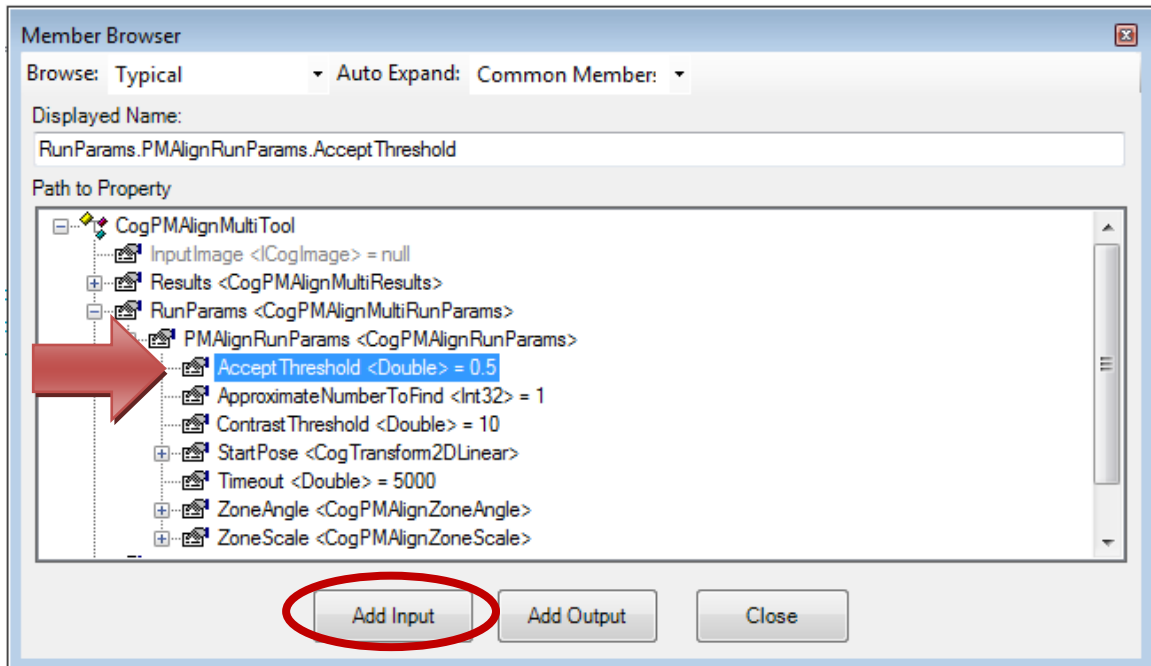 Member Browser
Browse: Typical Auto Expand: Common Member:
Displayed Name:
RunParams.PMAlignRunParams.AcceptThreshold
Path to Property
CogPMAlignMultiTool
InputImage <ICogImage> = null
Results <CogPMAlignMultiResults>
RunParams <CogPMAlignMultiRunParams>
PMAlignRunParams <CogPMAlignRunParams>
AcceptThreshold <Double> = 0.5
ApproximateNumberToFind <Int32> = 1
ContrastThreshold <Double> = 10
StartPose <CogTransform2DLinear>
Timeout <Double> = 5000
ZoneAngle <CogPMAlignZoneAngle>
ZoneScale <CogPMAlignZoneScale>
Add Input Add Output Close